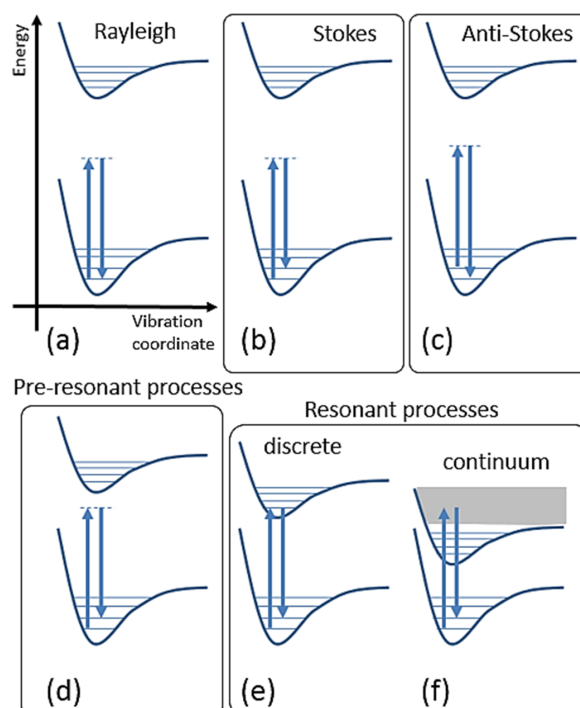 Energy
Rayleigh
Stokes
Anti-Stokes
Vibration
coordinate
(a)
(b)
(c)
Pre-resonant processes
Resonant processes
discrete
continuum
(d)
(e)
(f)